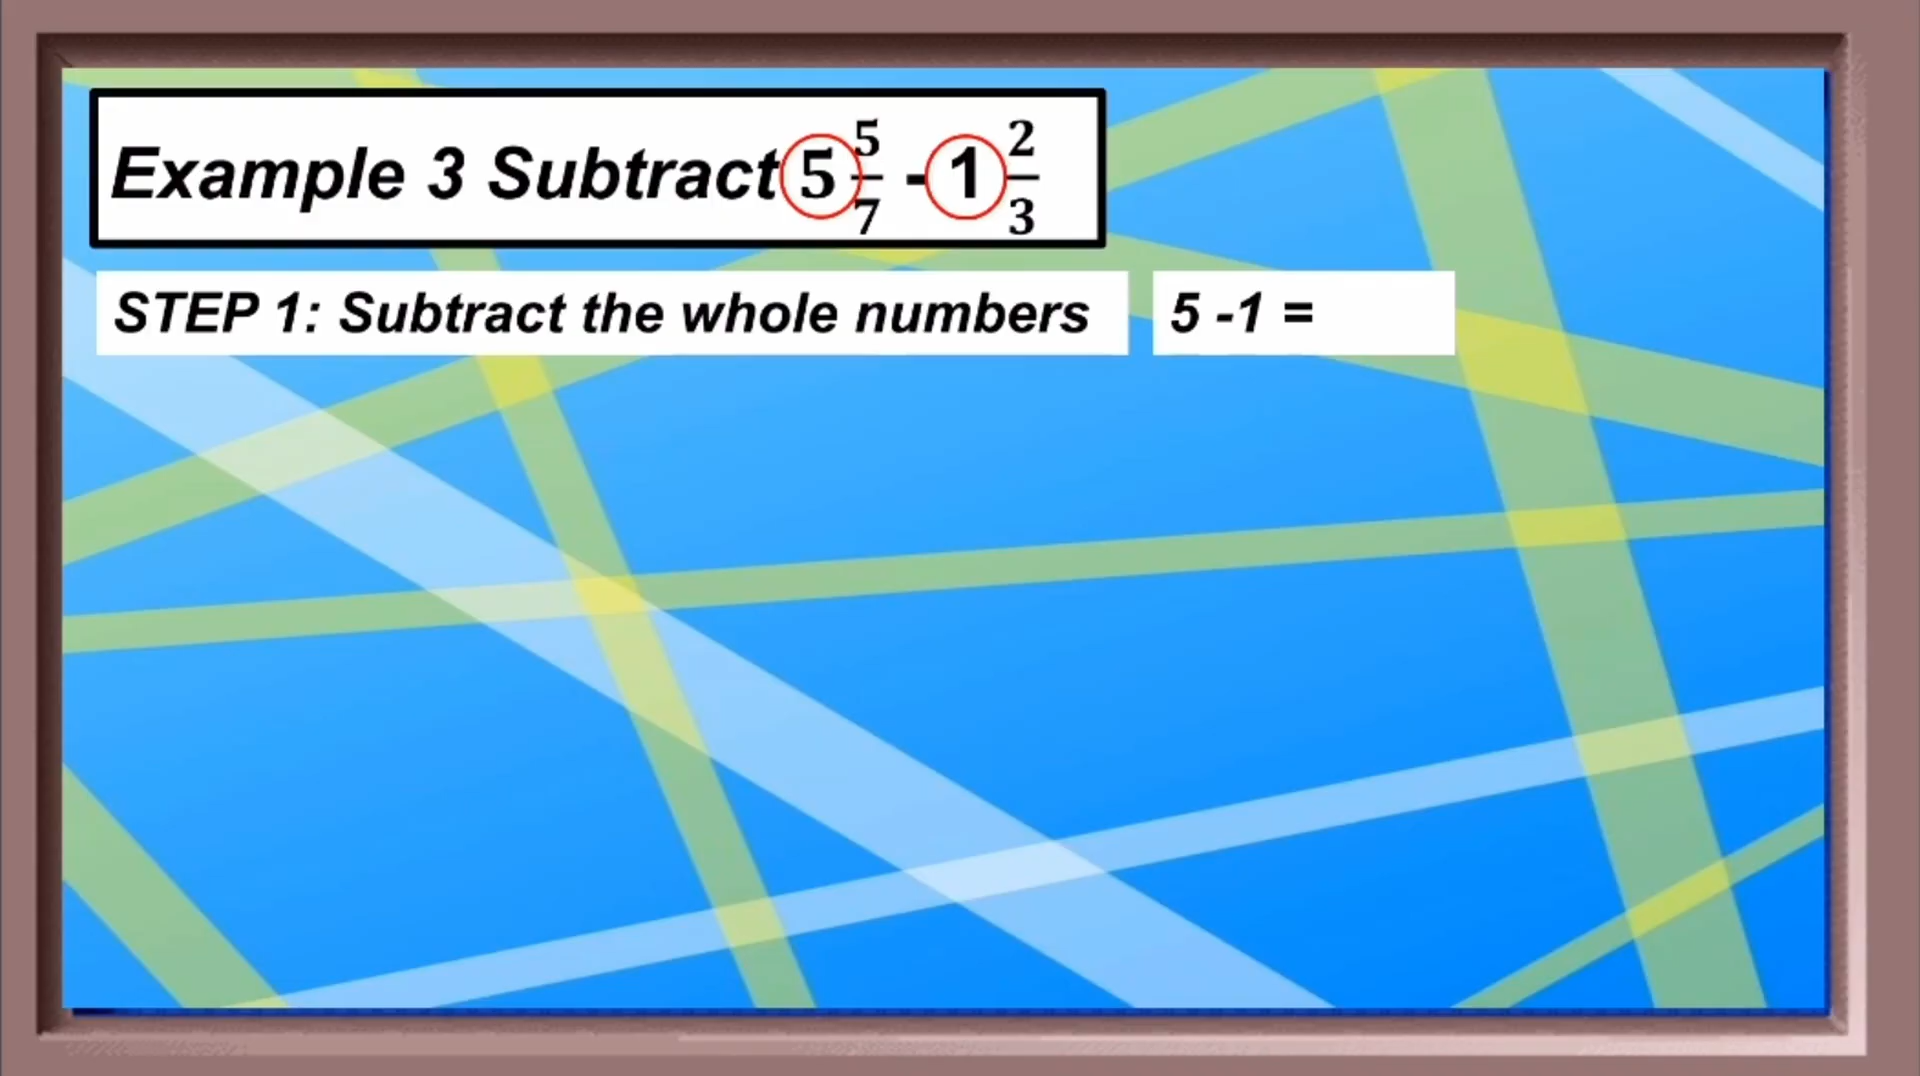 Example 3 Subtract 5 5/7 - 1 2/3
STEP 1: Subtract the whole numbers
5 -1 =